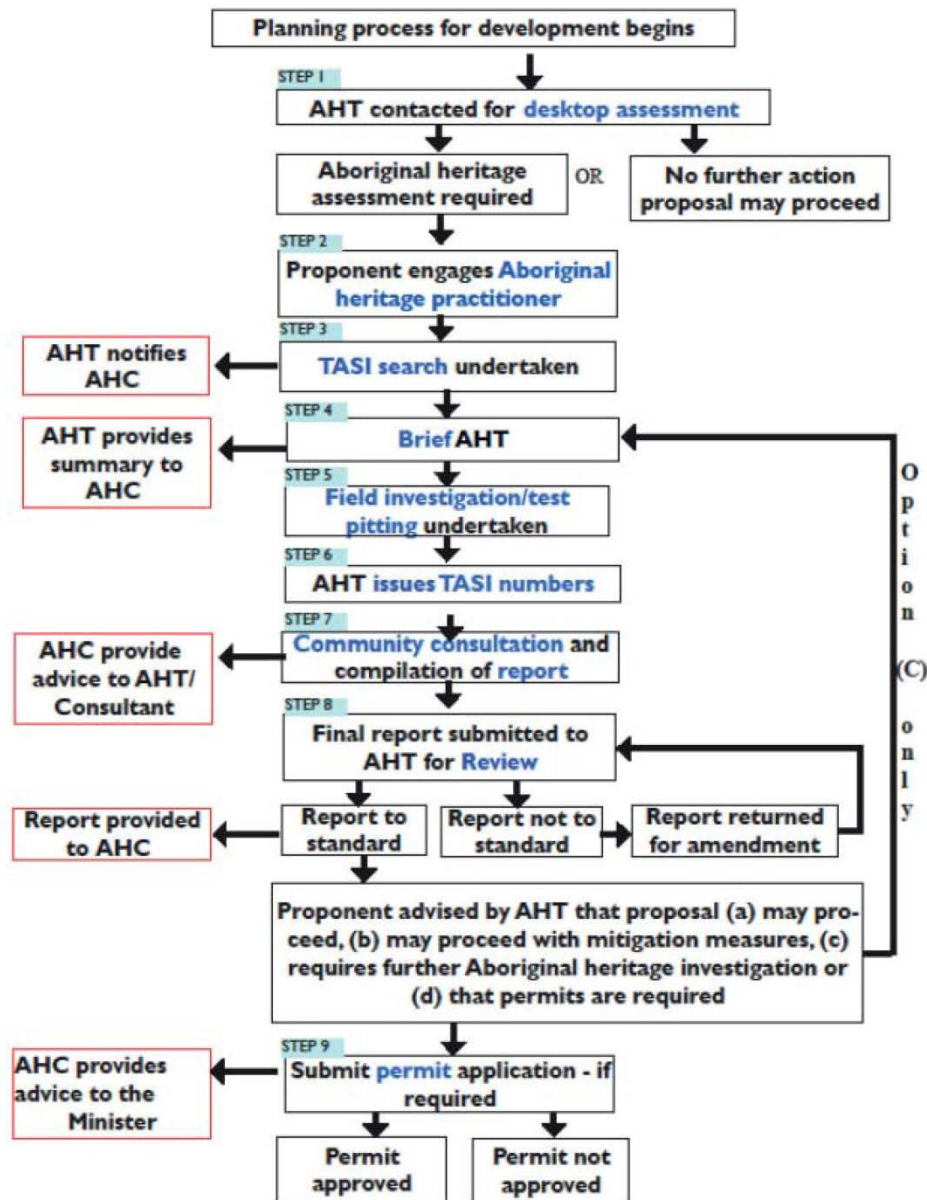 Planning process for development begins
STEP 1
AHT contacted for desktop assessment
Aboriginal heritage
assessment required
OR
No further action
proposal may proceed
STEP 2
Proponent engages Aboriginal
heritage practitioner
STEP 3
AHT notifies
AHC
TASI search undertaken
STEP 4
AHT provides
summary to
AHC
Brief AHT
STEP 5
Field investigation/test
pitting undertaken
STEP 6
AHT issues TASI numbers
STEP 7
AHC provide
advice to AHT/
Consultant
Community consultation and
compilation of report
STEP 8
Final report submitted to
AHT for Review
Report provided
to AHC
Report to
standard
Report not to
standard
Report returned
for amendment
Option (C) only
Proponent advised by AHT that proposal (a) may pro-
ceed, (b) may proceed with mitigation measures, (c)
requires further Aboriginal heritage investigation or
(d) that permits are required
STEP 9
AHC provides
advice to the
Minister
Submit permit application - if
required
Permit
approved
Permit not
approved